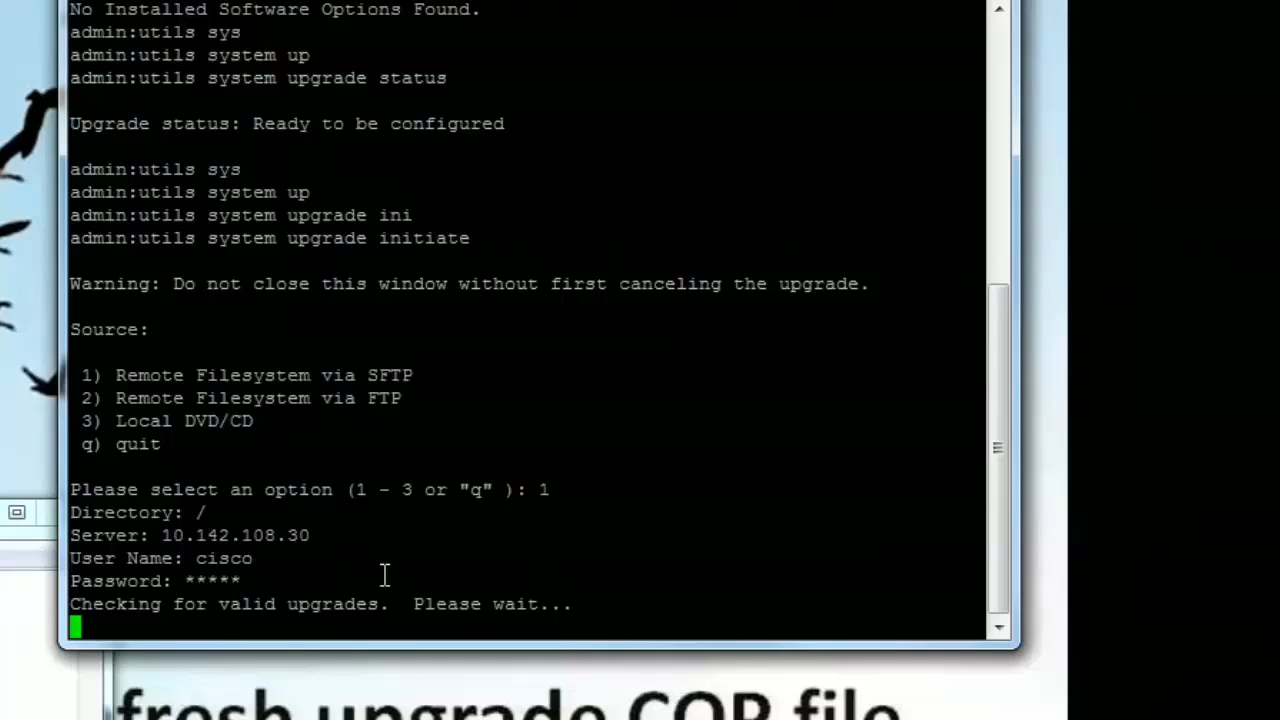 No Installed Software Options Found.
admin:utils sys
admin:utils system up
admin:utils system upgrade status
Upgrade status: Ready to be configured
admin:utils sys
admin:utils system up
admin:utils system upgrade ini
admin:utils system upgrade initiate
Warning: Do not close this window without first canceling the upgrade.
Source:
1) Remote Filesystem via SFTP
2) Remote Filesystem via FTP
3) Local DVD/CD
q) quit
Please select an option (1 - 3 or "q" ): 1
Directory: /
Server: 10.142.108.30
User Name: cisco
Password: *****
Checking for valid upgrades.  Please wait...
fresh upgrade COP file